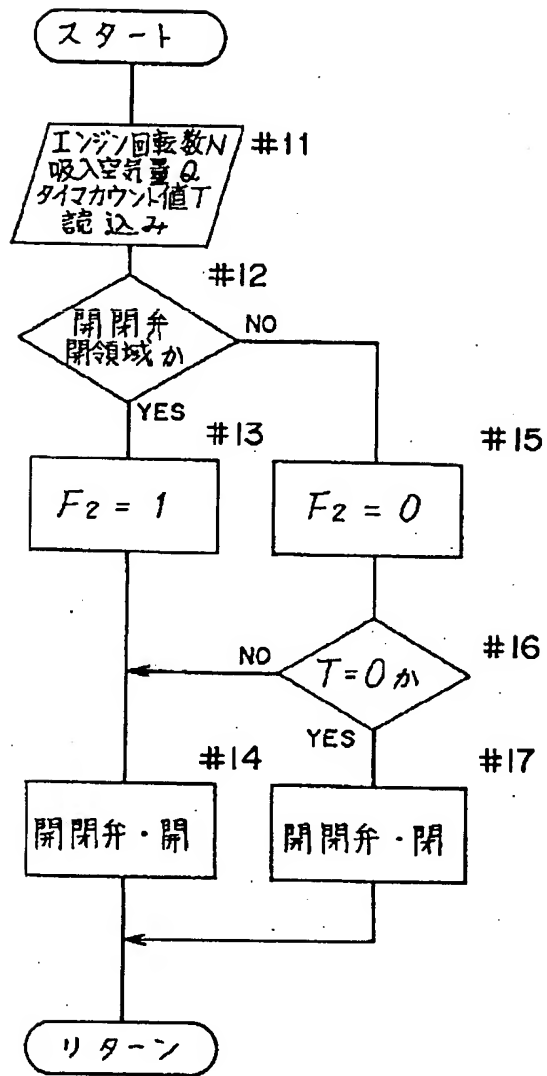 スタート
エンジン回転数N
吸入空気量Q
タイマカウント値T
読込み
#11
#12
開閉弁
開領域か
NO
YES
#13
F2 = 1
#15
F2 = 0
#16
T=0か
NO
YES
#14
開閉弁・開
#17
開閉弁・閉
リターン